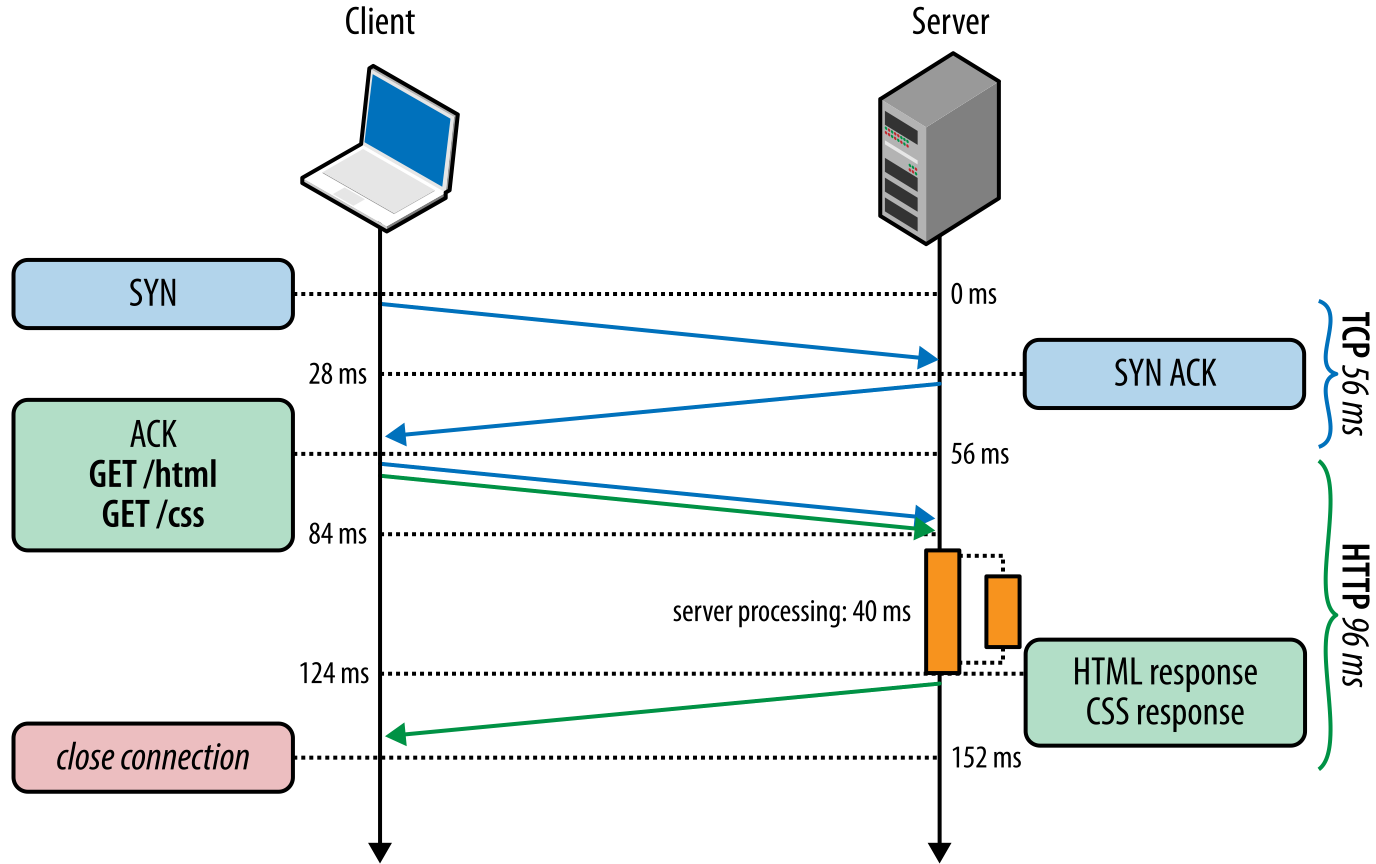 Client
Server
SYN
0 ms
28 ms
SYN ACK
TCP 56 ms
ACK
GET /html
GET /css
56 ms
84 ms
server processing: 40 ms
HTTP 96 ms
124 ms
HTML response
CSS response
close connection
152 ms